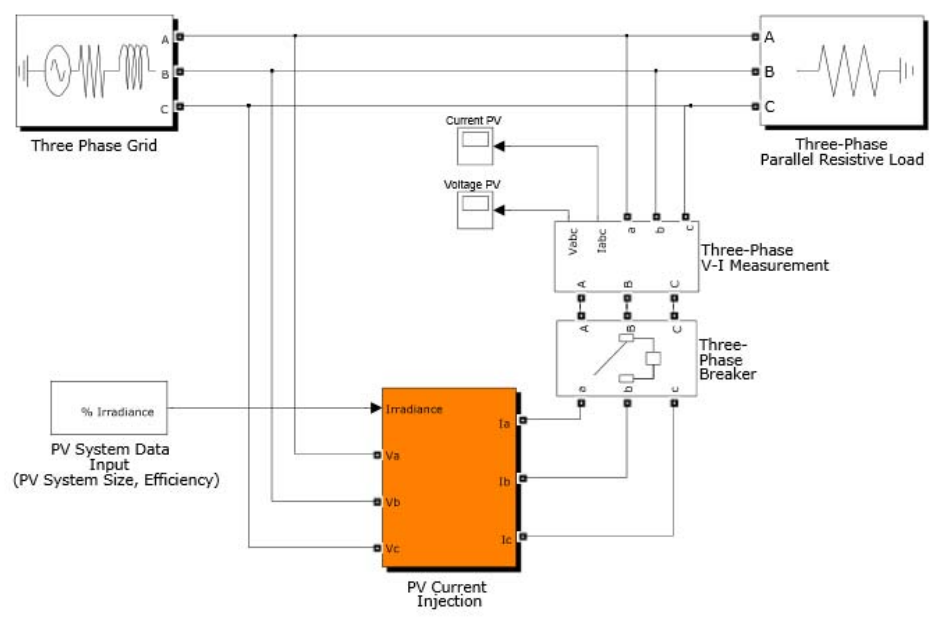 A
B
C
Three Phase Grid
A
B
C
Three-Phase
Parallel Resistive Load
Current PV
Voltage PV
Vabc
Iabc
a
b
c
A
B
C
Three-Phase
V-I Measurement
A
B
C
a
b
c
Three-
Phase
Breaker
% Irradiance
PV System Data
Input
(PV System Size, Efficiency)
Irradiance
Va
Vb
Vc
Ia
Ib
Ic
PV Current
Injection